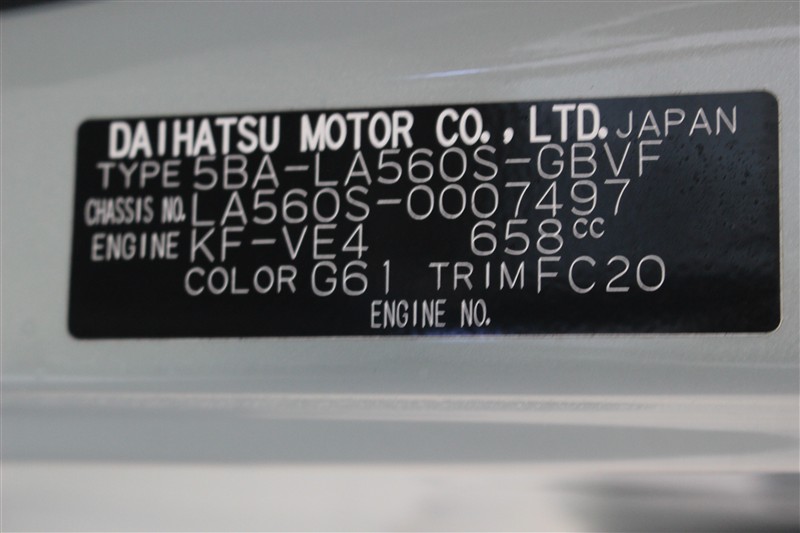 DAIHATSU MOTOR CO., LTD. JAPAN
TYPE 5BA-LA560S-GBVF
CHASSIS NO. LA560S-0007497
ENGINE KF-VE4 658cc
COLOR G61 TRIM FC20
ENGINE NO.